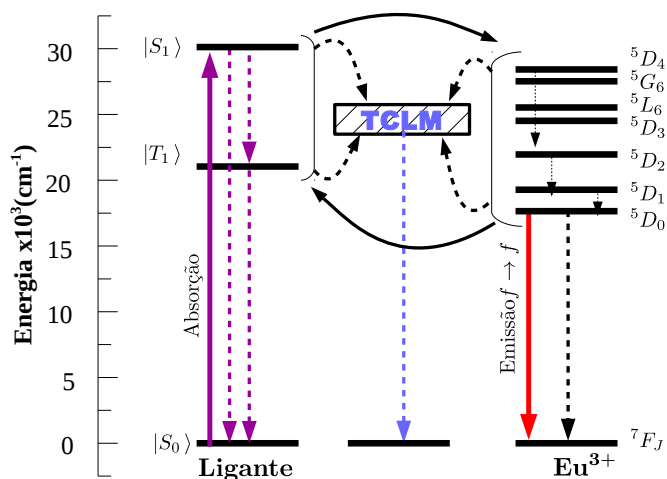 Energia x10³(cm⁻¹)
30
25
20
15
10
5
0
|S₁⟩
|T₁⟩
|S₀⟩
Absorção
Ligante
TCLM
⁵D₄
⁵G₆
⁵L₆
⁵D₃
⁵D₂
⁵D₁
⁵D₀
Emissão f → f
⁷F_J
Eu³⁺